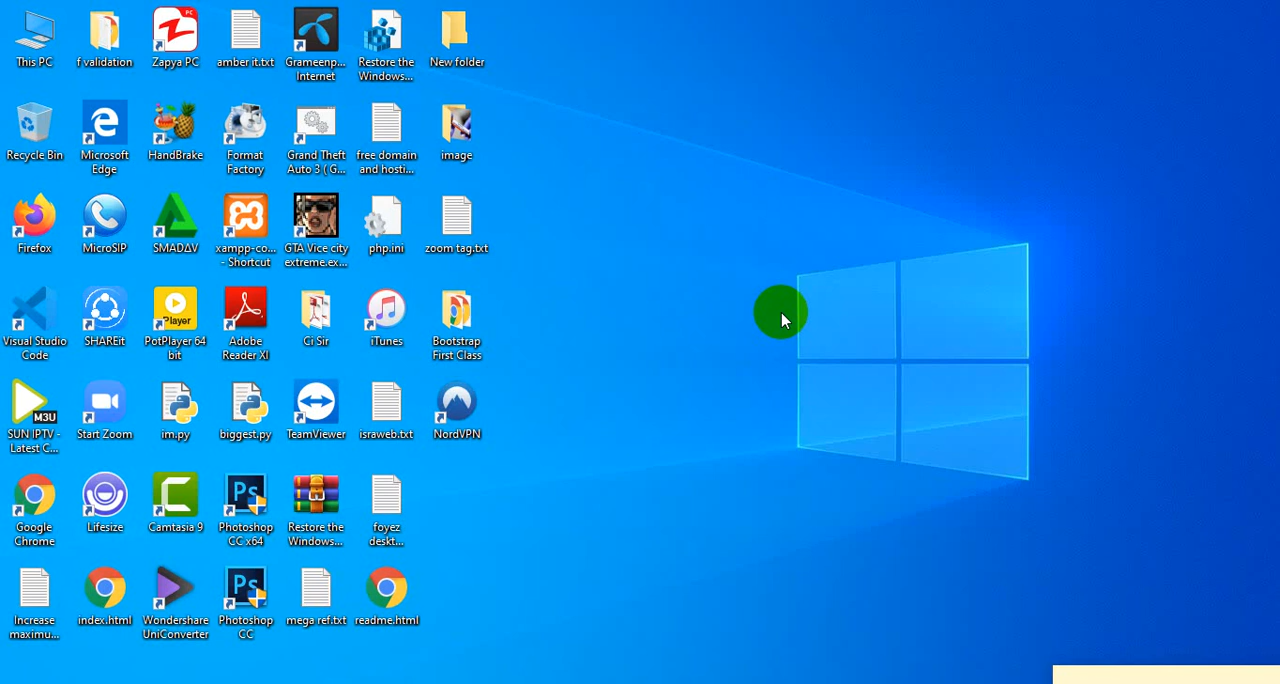 This PC
f validation
Zapya PC
amber it.txt
Grameenp...
Internet
Restore the
Windows...
New folder
Recycle Bin
Microsoft
Edge
HandBrake
Format
Factory
Grand Theft
Auto 3 ( G...
free domain
and hosti...
image
Firefox
MicroSIP
SMADΔV
xampp-co...
- Shortcut
GTA Vice city
extreme.ex...
php.ini
zoom tag.txt
Visual Studio
Code
SHAREit
Player
PotPlayer 64
bit
Adobe
Reader XI
Ci Sir
iTunes
Bootstrap
First Class
M3U
SUN IPTV -
Latest C...
Start Zoom
im.py
biggest.py
TeamViewer
israweb.txt
NordVPN
Google
Chrome
Lifesize
Camtasia 9
Ps
Photoshop
CC x64
Restore the
Windows...
foyez
deskt...
Increase
maximu...
index.html
Wondershare
UniConverter
Ps
Photoshop
CC
mega ref.txt
readme.html